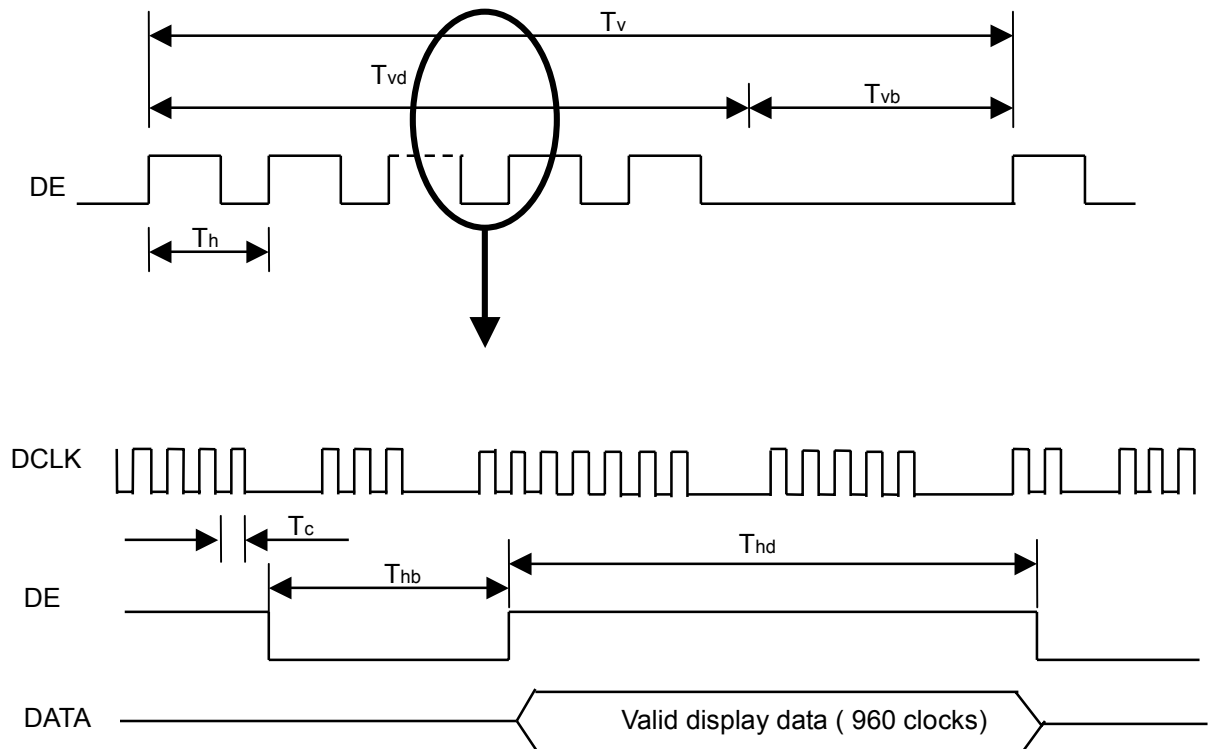 Tv
Tvd
Tvb
DE
Th
DCLK
Tc
Thd
Thb
DE
DATA
Valid display data ( 960 clocks)